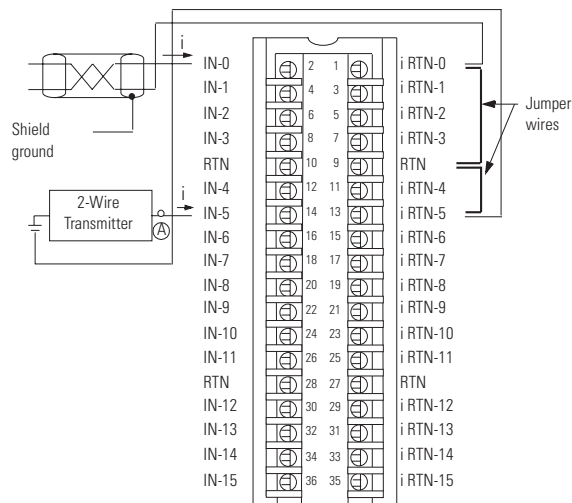 i
IN-0 2 1 i RTN-0
IN-1 4 3 i RTN-1
IN-2 6 5 i RTN-2
IN-3 8 7 i RTN-3
RTN 10 9 RTN
IN-4 12 11 i RTN-4
IN-5 14 13 i RTN-5
IN-6 16 15 i RTN-6
IN-7 18 17 i RTN-7
IN-8 20 19 i RTN-8
IN-9 22 21 i RTN-9
IN-10 24 23 i RTN-10
IN-11 26 25 i RTN-11
RTN 28 27 RTN
IN-12 30 29 i RTN-12
IN-13 32 31 i RTN-13
IN-14 34 33 i RTN-14
IN-15 36 35 i RTN-15
Shield
ground
Jumper
wires
2-Wire
Transmitter
i
A